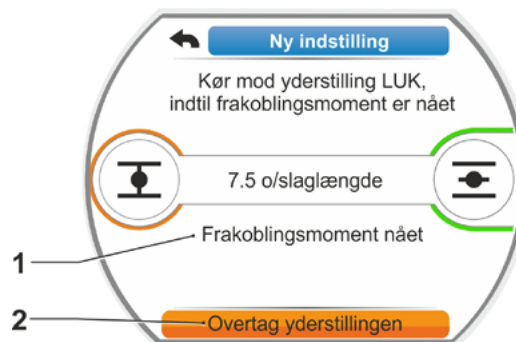 Ny indstilling
Kør mod yderstilling LUK,
indtil frakoblingsmoment er nået
7.5 o/slaglængde
1
Frakoblingsmoment nået
2
Overtag yderstillingen